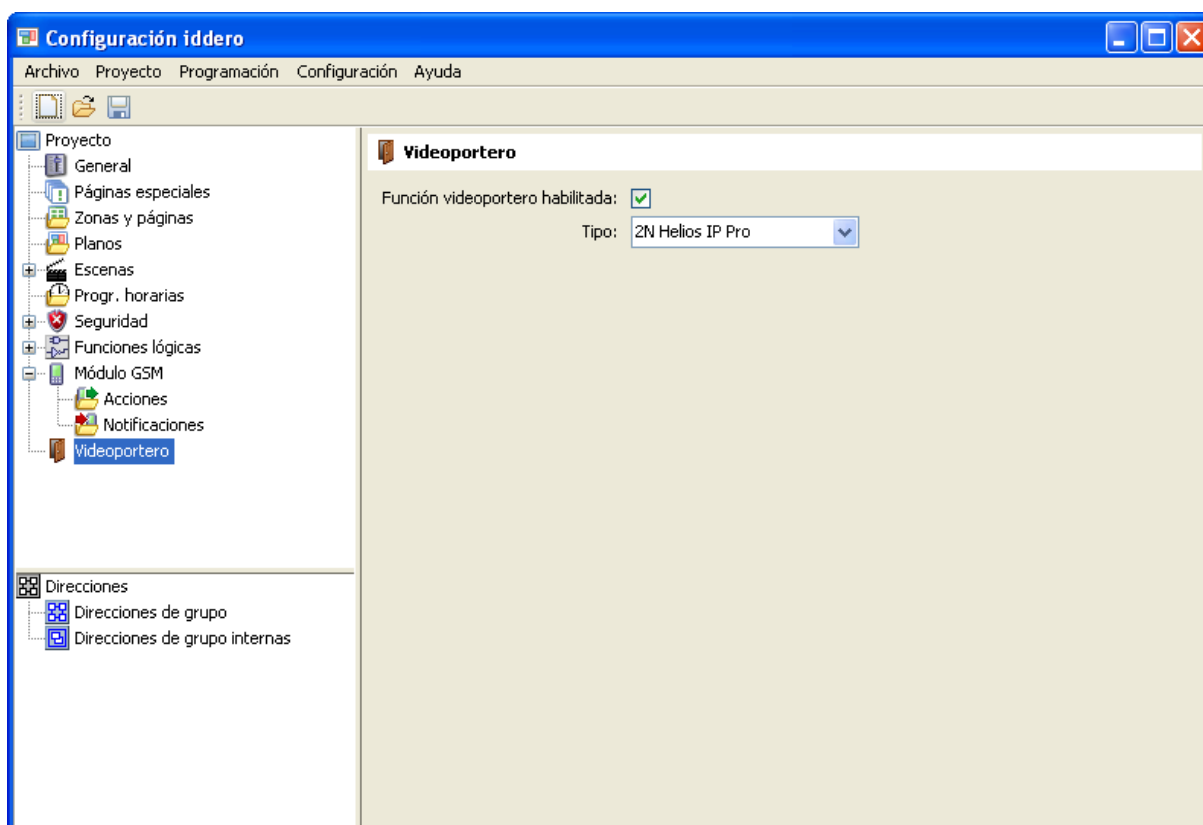 Configuración iddero
Archivo Proyecto Programación Configuración Ayuda
Proyecto
General
Páginas especiales
Zonas y páginas
Planos
Escenas
Progr. horarias
Seguridad
Funciones lógicas
Módulo GSM
Acciones
Notificaciones
Videoportero
Direcciones
Direcciones de grupo
Direcciones de grupo internas
Videoportero
Función videoportero habilitada:
Tipo: 2N Helios IP Pro